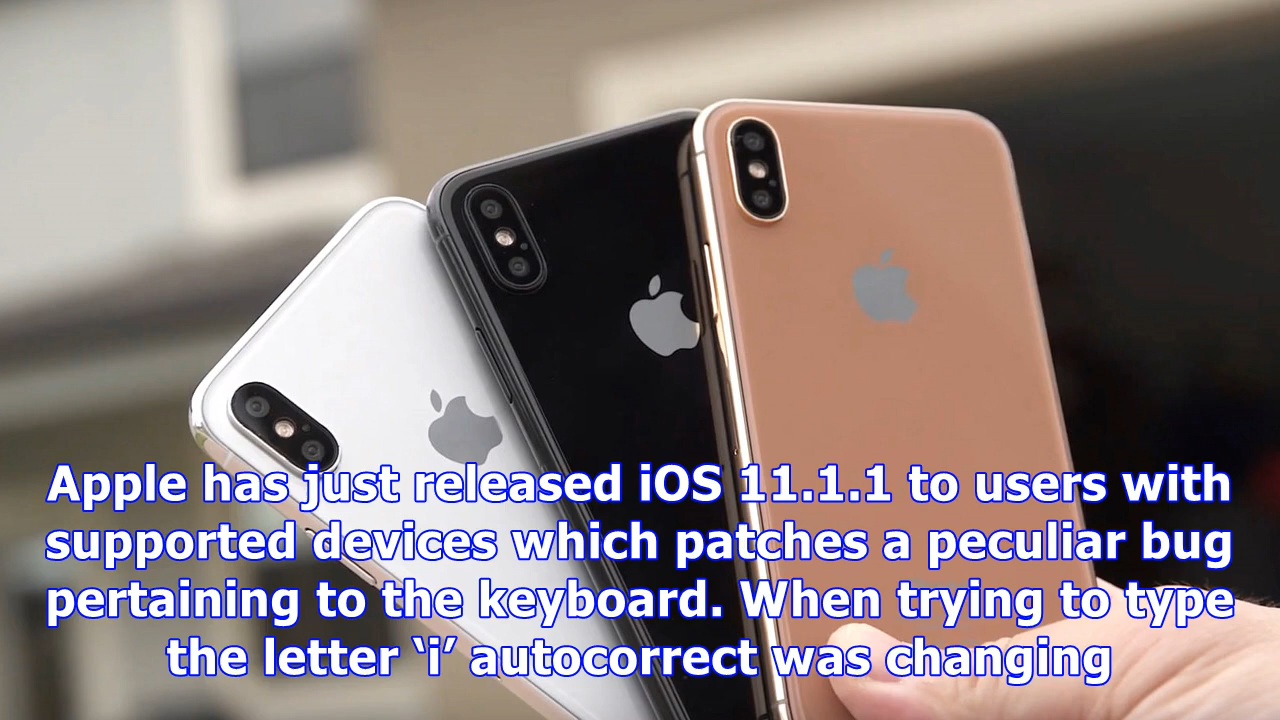 Apple has just released iOS 11.1.1 to users with
supported devices which patches a peculiar bug
pertaining to the keyboard. When trying to type
the letter ‘i’ autocorrect was changing